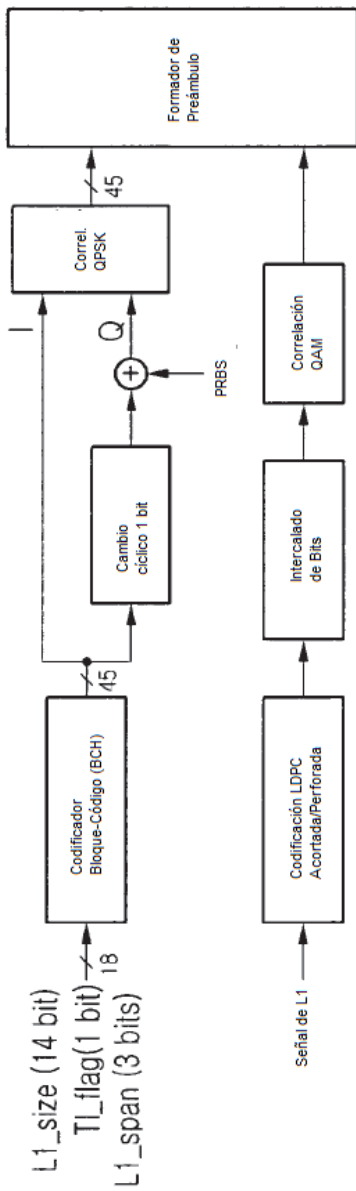 L1_size (14 bit)
TI_flag(1 bit)
L1_span (3 bits)
18
Codificador
Bloque-Código (BCH)
45
I
Cambio
cíclico 1 bit
PRBS
Q
Correl.
QPSK
45
Formador de
Preámbulo
Señal de L1
Codificación LDPC
Acortada/Perforada
Intercalado
de Bits
Correlación
QAM